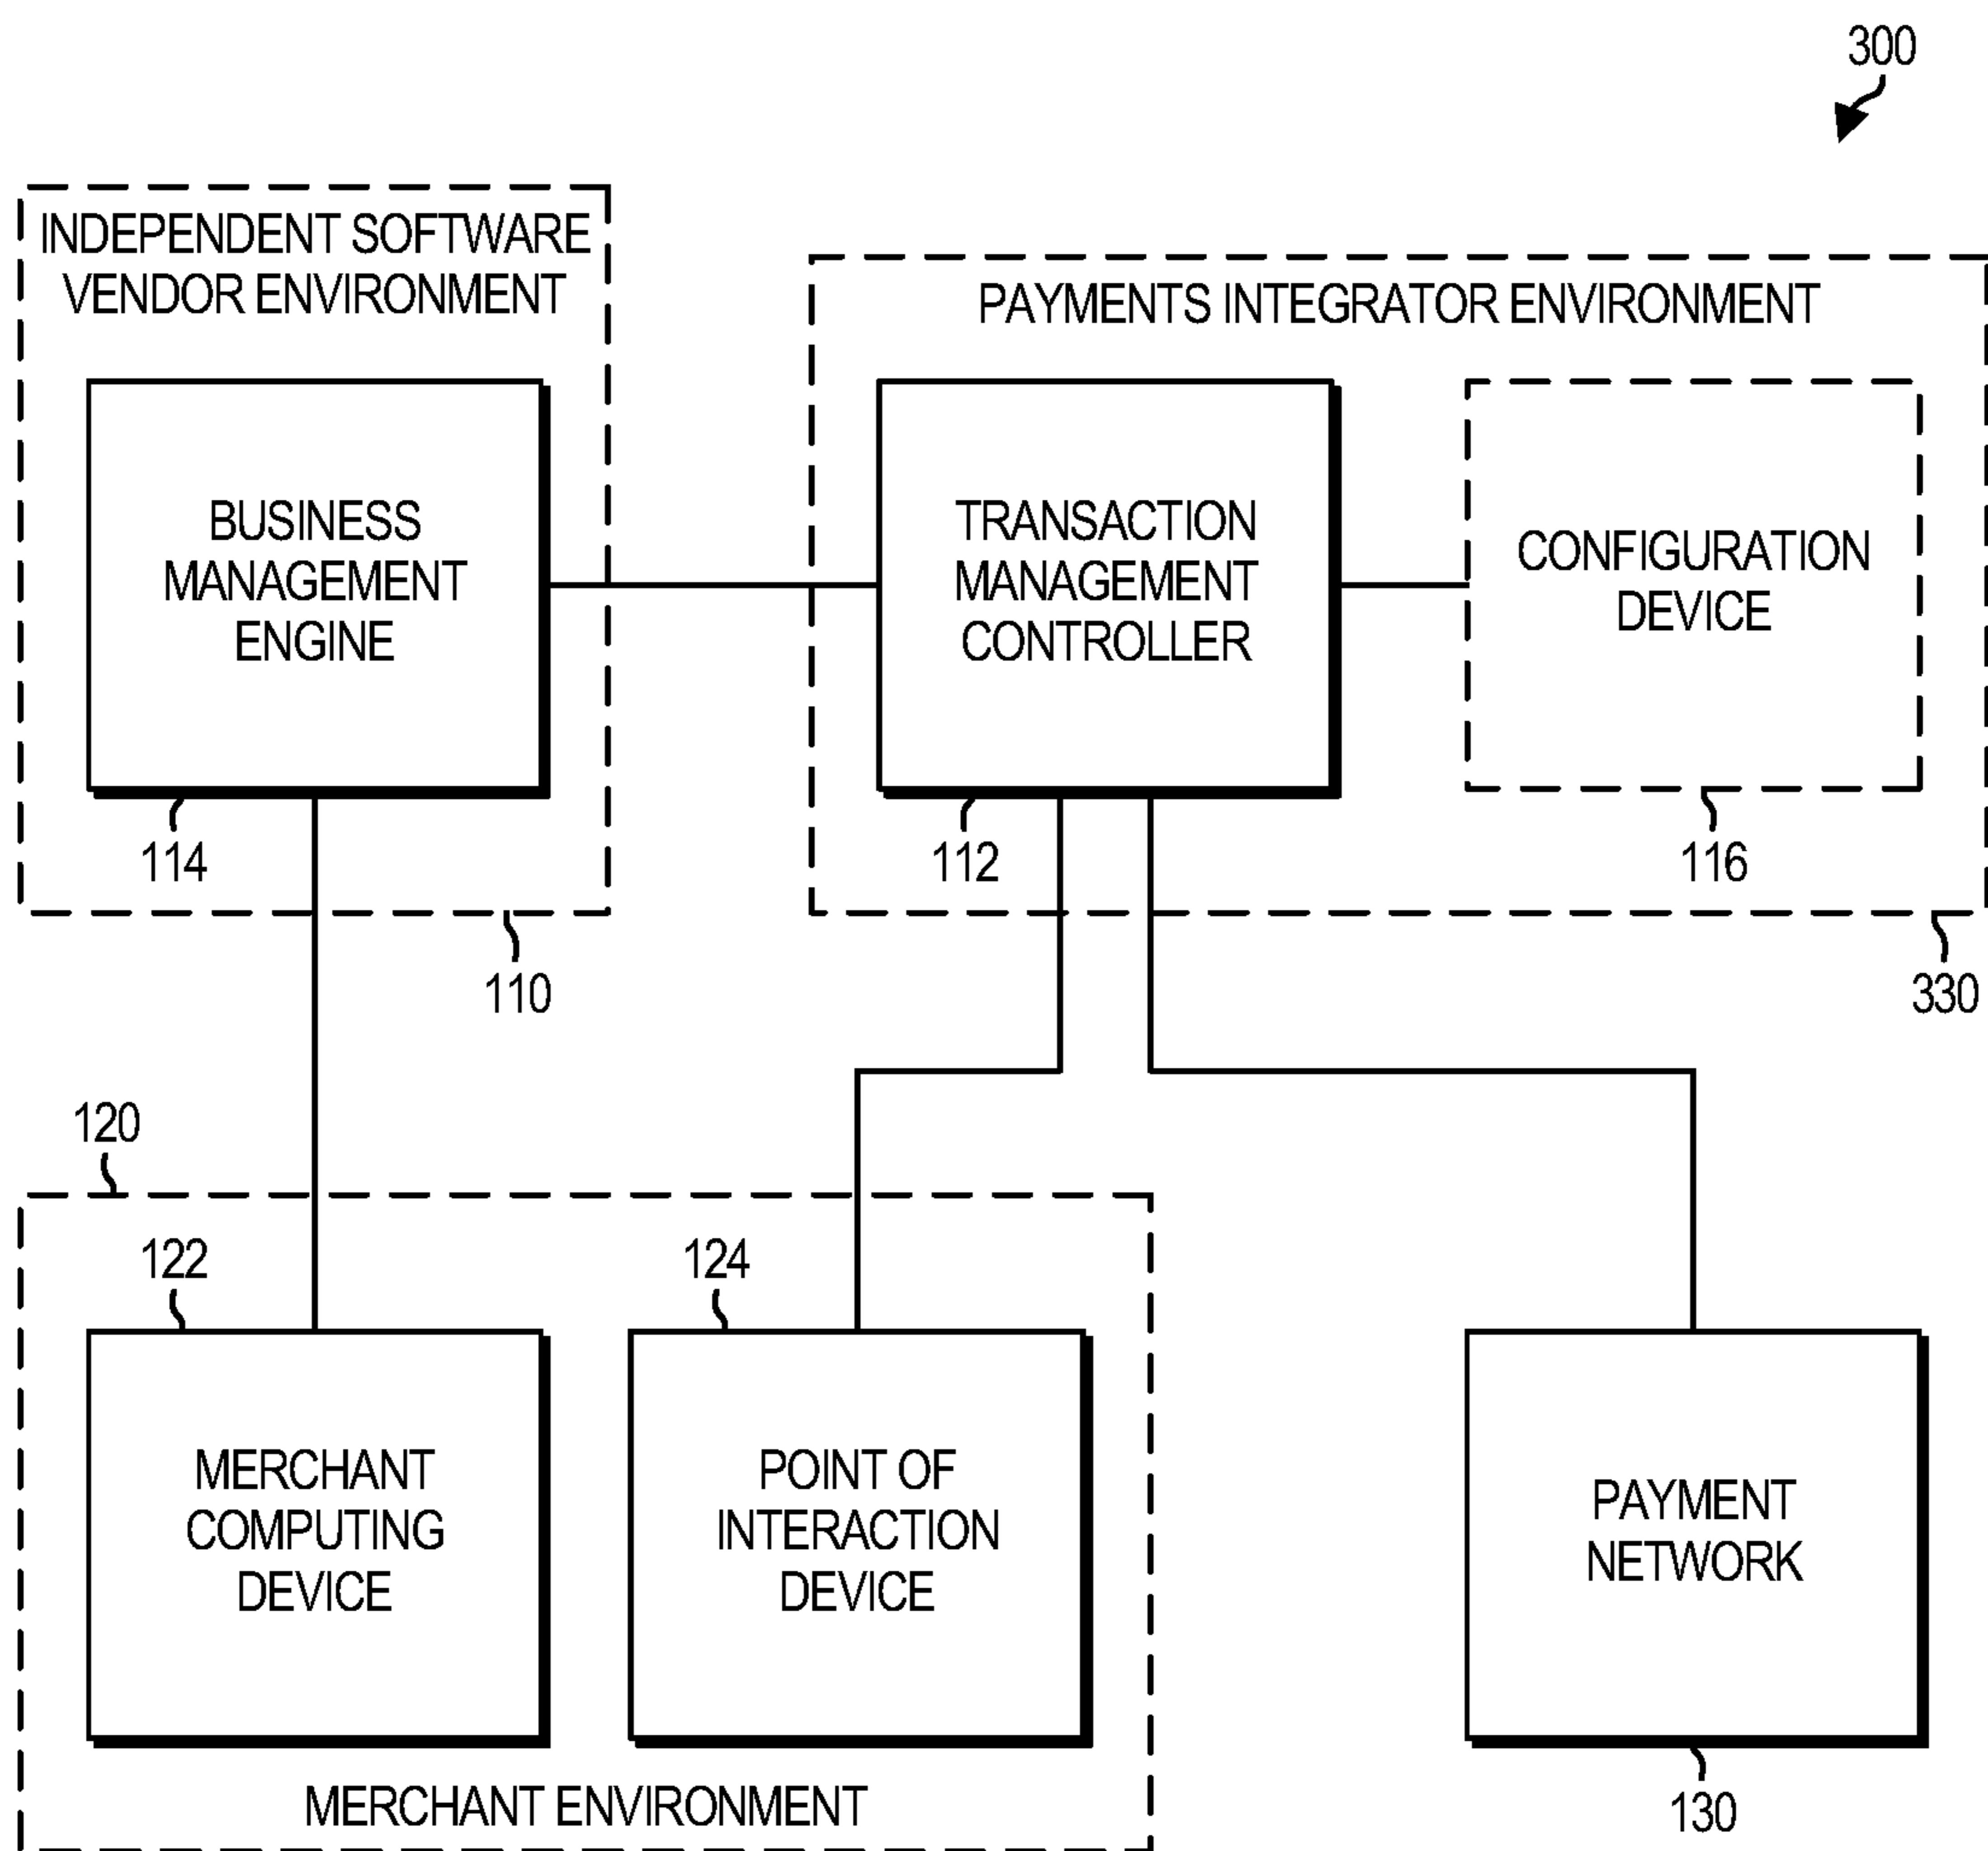 300
INDEPENDENT SOFTWARE
VENDOR ENVIRONMENT
PAYMENTS INTEGRATOR ENVIRONMENT
BUSINESS
MANAGEMENT
ENGINE
TRANSACTION
MANAGEMENT
CONTROLLER
CONFIGURATION
DEVICE
114
112
116
110
330
120
122
124
MERCHANT
COMPUTING
DEVICE
POINT OF
INTERACTION
DEVICE
PAYMENT
NETWORK
MERCHANT ENVIRONMENT
130